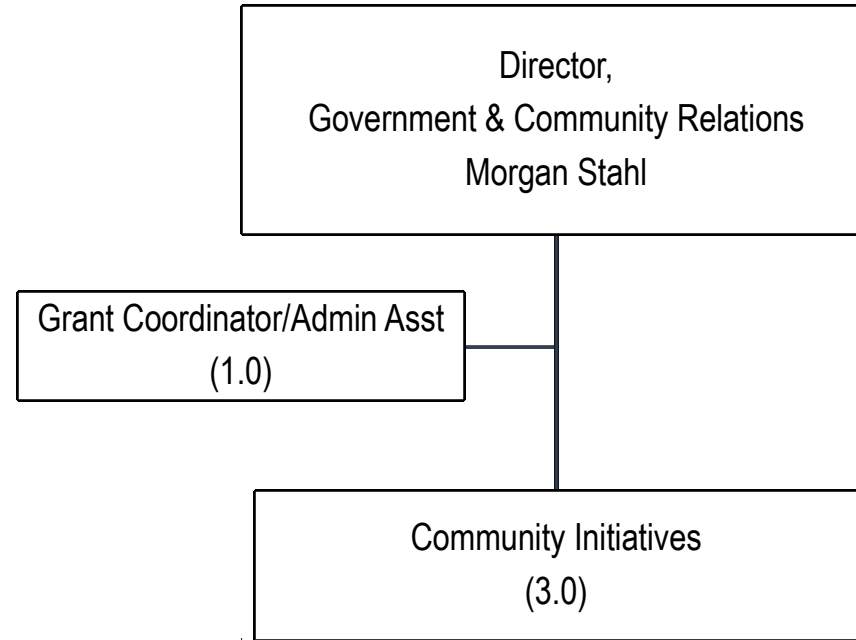 Director,
Government & Community Relations
Morgan Stahl
Grant Coordinator/Admin Asst
(1.0)
Community Initiatives
(3.0)